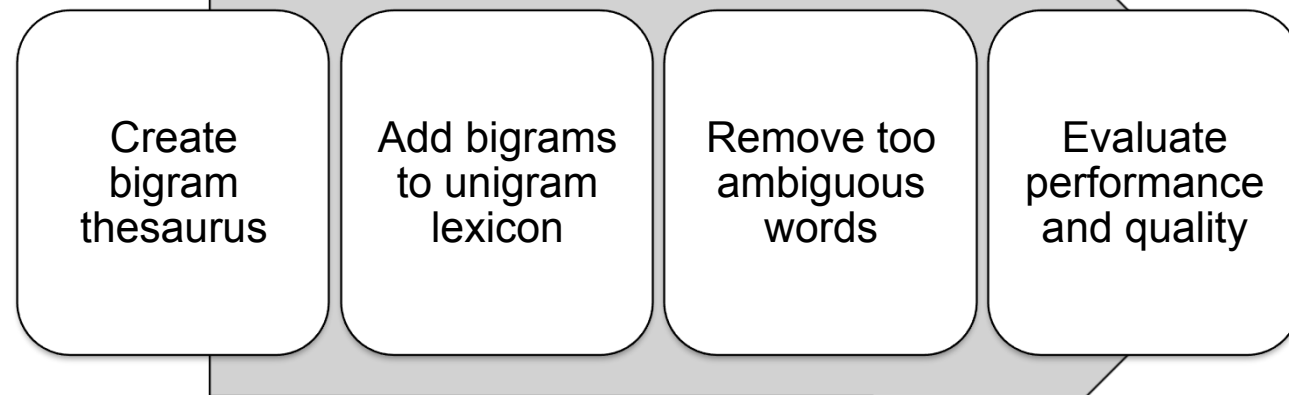 Create
bigram
thesaurus
Add bigrams
to unigram
lexicon
Remove too
ambiguous
words
Evaluate
performance
and quality